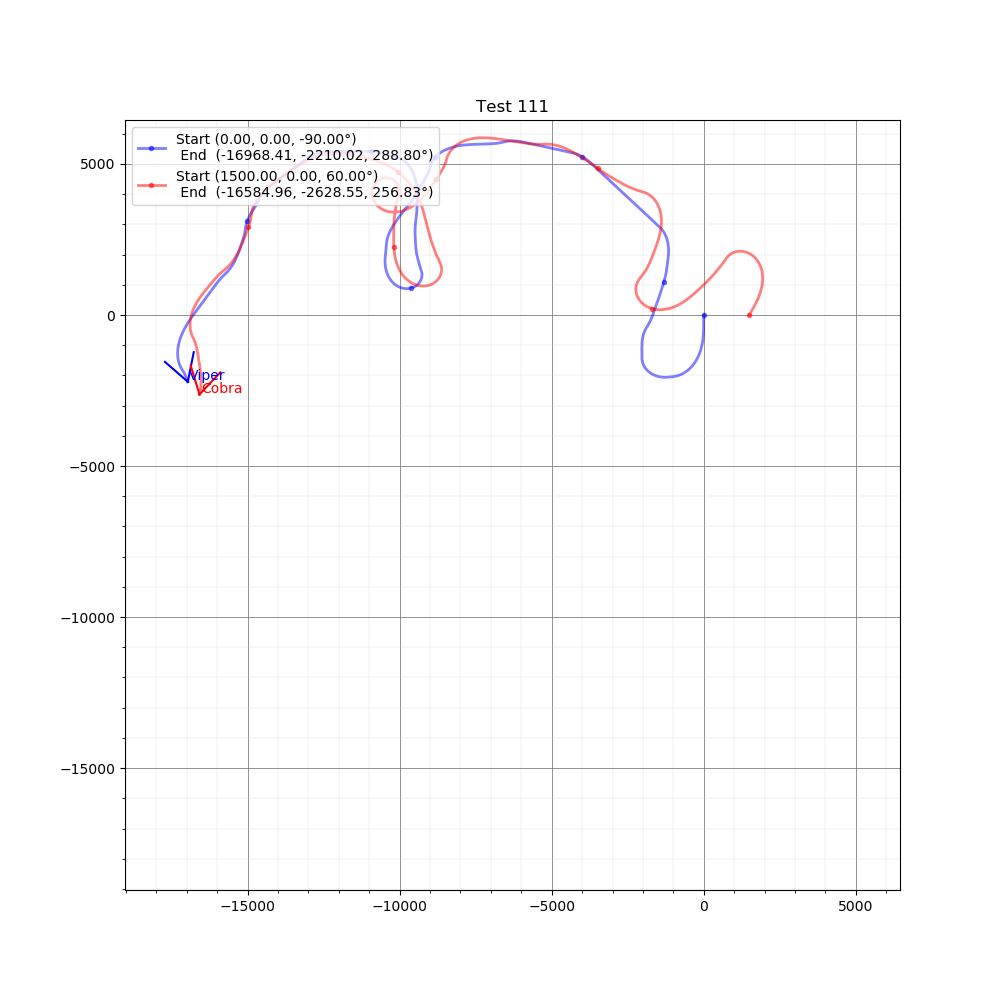 Test 111
Start (0.00, 0.00, -90.00°)
End (-16968.41, -2210.02, 288.80°)
Start (1500.00, 0.00, 60.00°)
End (-16584.96, -2628.55, 256.83°)
5000
0
−5000
−10000
−15000
Viper
Cobra
−15000 −10000 −5000 0 5000